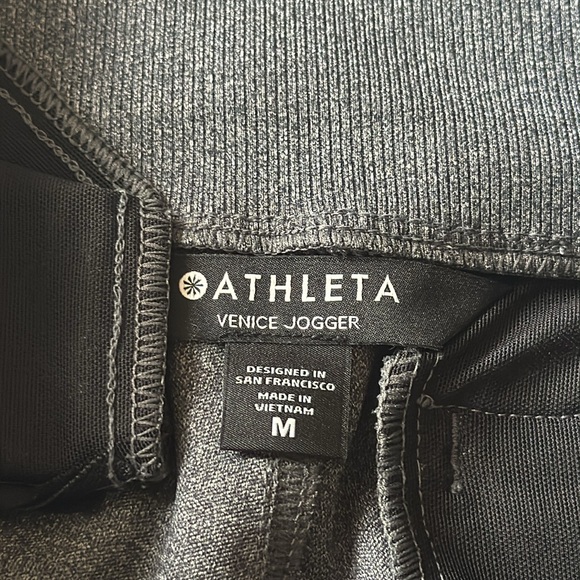 ATHLETA
VENICE JOGGER
DESIGNED IN
SAN FRANCISCO
MADE IN
VIETNAM
M